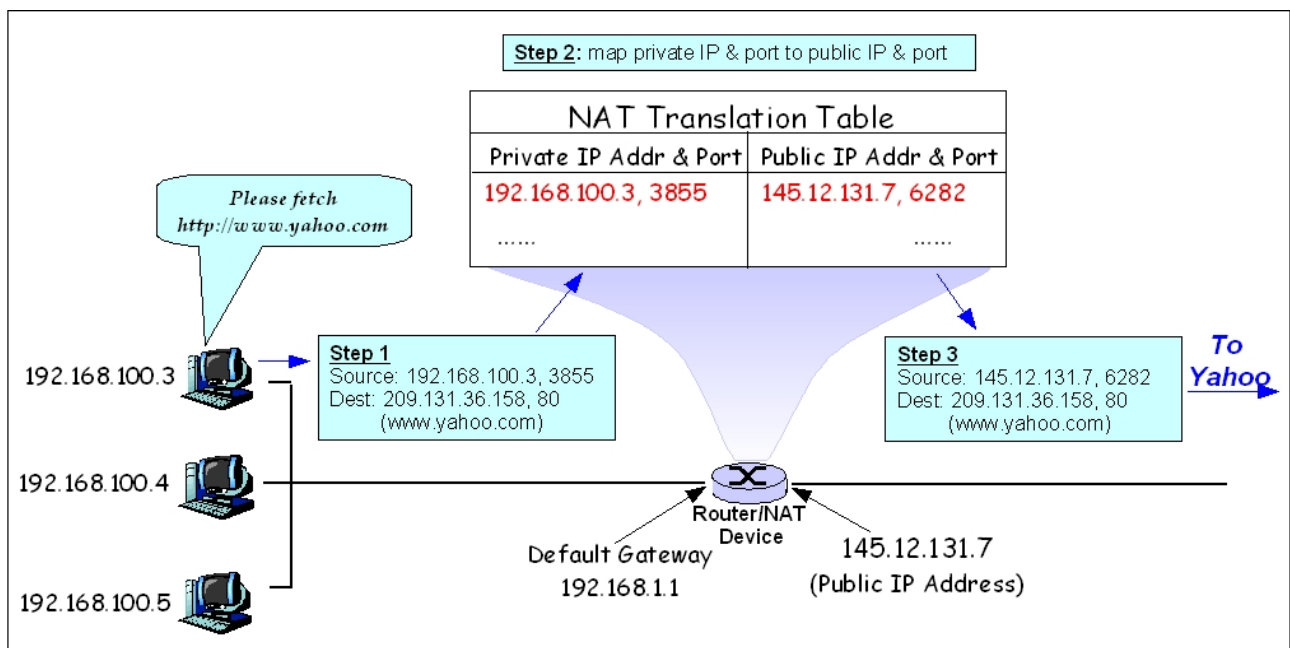 Step 2: map private IP & port to public IP & port
NAT Translation Table
Private IP Addr & Port
Public IP Addr & Port
192.168.100.3, 3855
145.12.131.7, 6282
......
......
Please fetch
http://www.yahoo.com
192.168.100.3
Step 1
Source: 192.168.100.3, 3855
Dest: 209.131.36.158, 80
(www.yahoo.com)
Step 3
Source: 145.12.131.7, 6282
Dest: 209.131.36.158, 80
(www.yahoo.com)
To
Yahoo
192.168.100.4
Router/NAT
Device
Default Gateway
192.168.1.1
145.12.131.7
(Public IP Address)
192.168.100.5